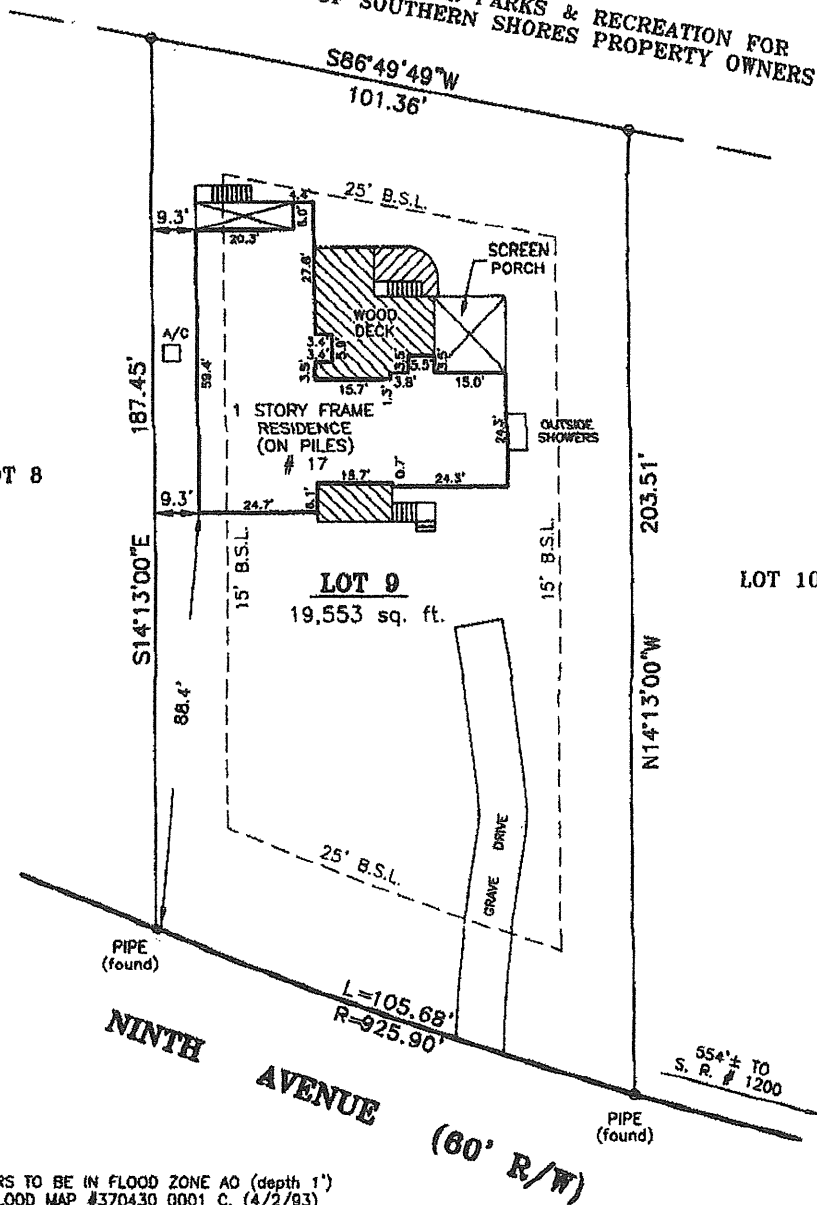 PARKS & RECREATION FOR
SOUTHERN SHORES PROPERTY OWNERS
S86°49'49"W
101.36'
25' B.S.L.
9.3'
4.4'
6.0'
20.3'
SCREEN
PORCH
27.8'
WOOD
DECK
A/C
3.4'
3.4'
5.9'
3.5'
3.5'
5.5'
3.5'
59.4'
15.7'
1.3'
3.8'
15.0'
187.45'
1 STORY FRAME
RESIDENCE
(ON PILES)
# 17
24.3'
OUTSIDE
SHOWERS
OT 8
15.7'
0.7'
24.3'
203.51'
9.3'
24.7'
6.1'
15' B.S.L.
15' B.S.L.
S14°13'00"E
LOT 9
19,553 sq. ft.
LOT 10
N14°13'00"W
88.4'
GRAVE DRIVE
25' B.S.L.
PIPE
(found)
L=105.68'
R=925.90'
NINTH AVENUE (60' R/W)
554'± TO
S. R. # 1200
PIPE
(found)
RS TO BE IN FLOOD ZONE AO (depth 1')
LOOD MAP #370430 0001 C. (4/2/93)